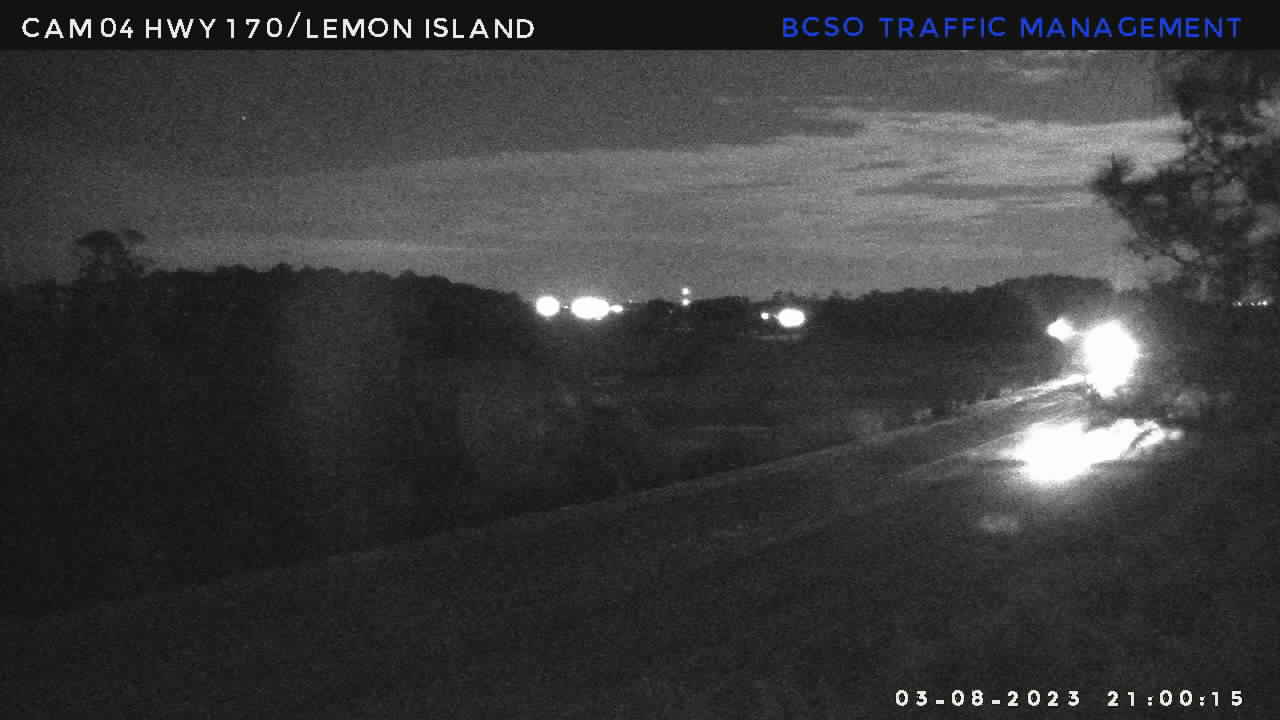 CAM04 HWY 170/LEMON ISLAND
BCSO TRAFFIC MANAGEMENT
03-08-2023 21:00:15